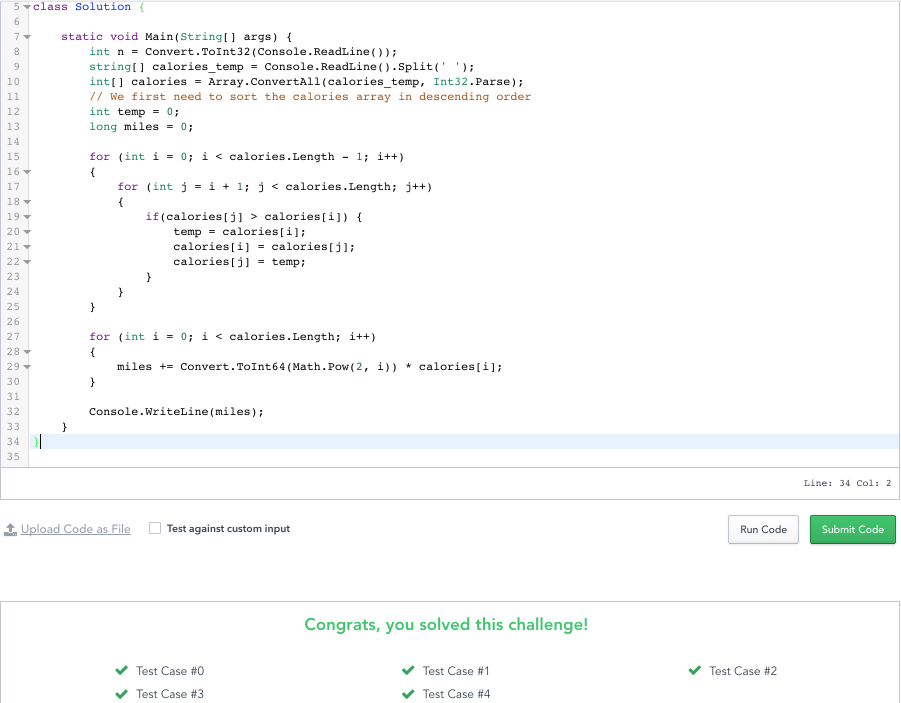 5 class Solution {
6
7     static void Main(String[] args) {
8         int n = Convert.ToInt32(Console.ReadLine());
9         string[] calories_temp = Console.ReadLine().Split(' ');
10         int[] calories = Array.ConvertAll(calories_temp, Int32.Parse);
11         // We first need to sort the calories array in descending order
12         int temp = 0;
13         long miles = 0;
14
15         for (int i = 0; i < calories.Length - 1; i++)
16         {
17             for (int j = i + 1; j < calories.Length; j++)
18             {
19                 if(calories[j] > calories[i]) {
20                     temp = calories[i];
21                     calories[i] = calories[j];
22                     calories[j] = temp;
23                 }
24             }
25         }
26
27         for (int i = 0; i < calories.Length; i++)
28         {
29             miles += Convert.ToInt64(Math.Pow(2, i)) * calories[i];
30         }
31
32         Console.WriteLine(miles);
33     }
34 }
35
Line: 34 Col: 2
Upload Code as File Test against custom input Run Code Submit Code
Congrats, you solved this challenge!
Test Case #0 Test Case #1 Test Case #2
Test Case #3 Test Case #4